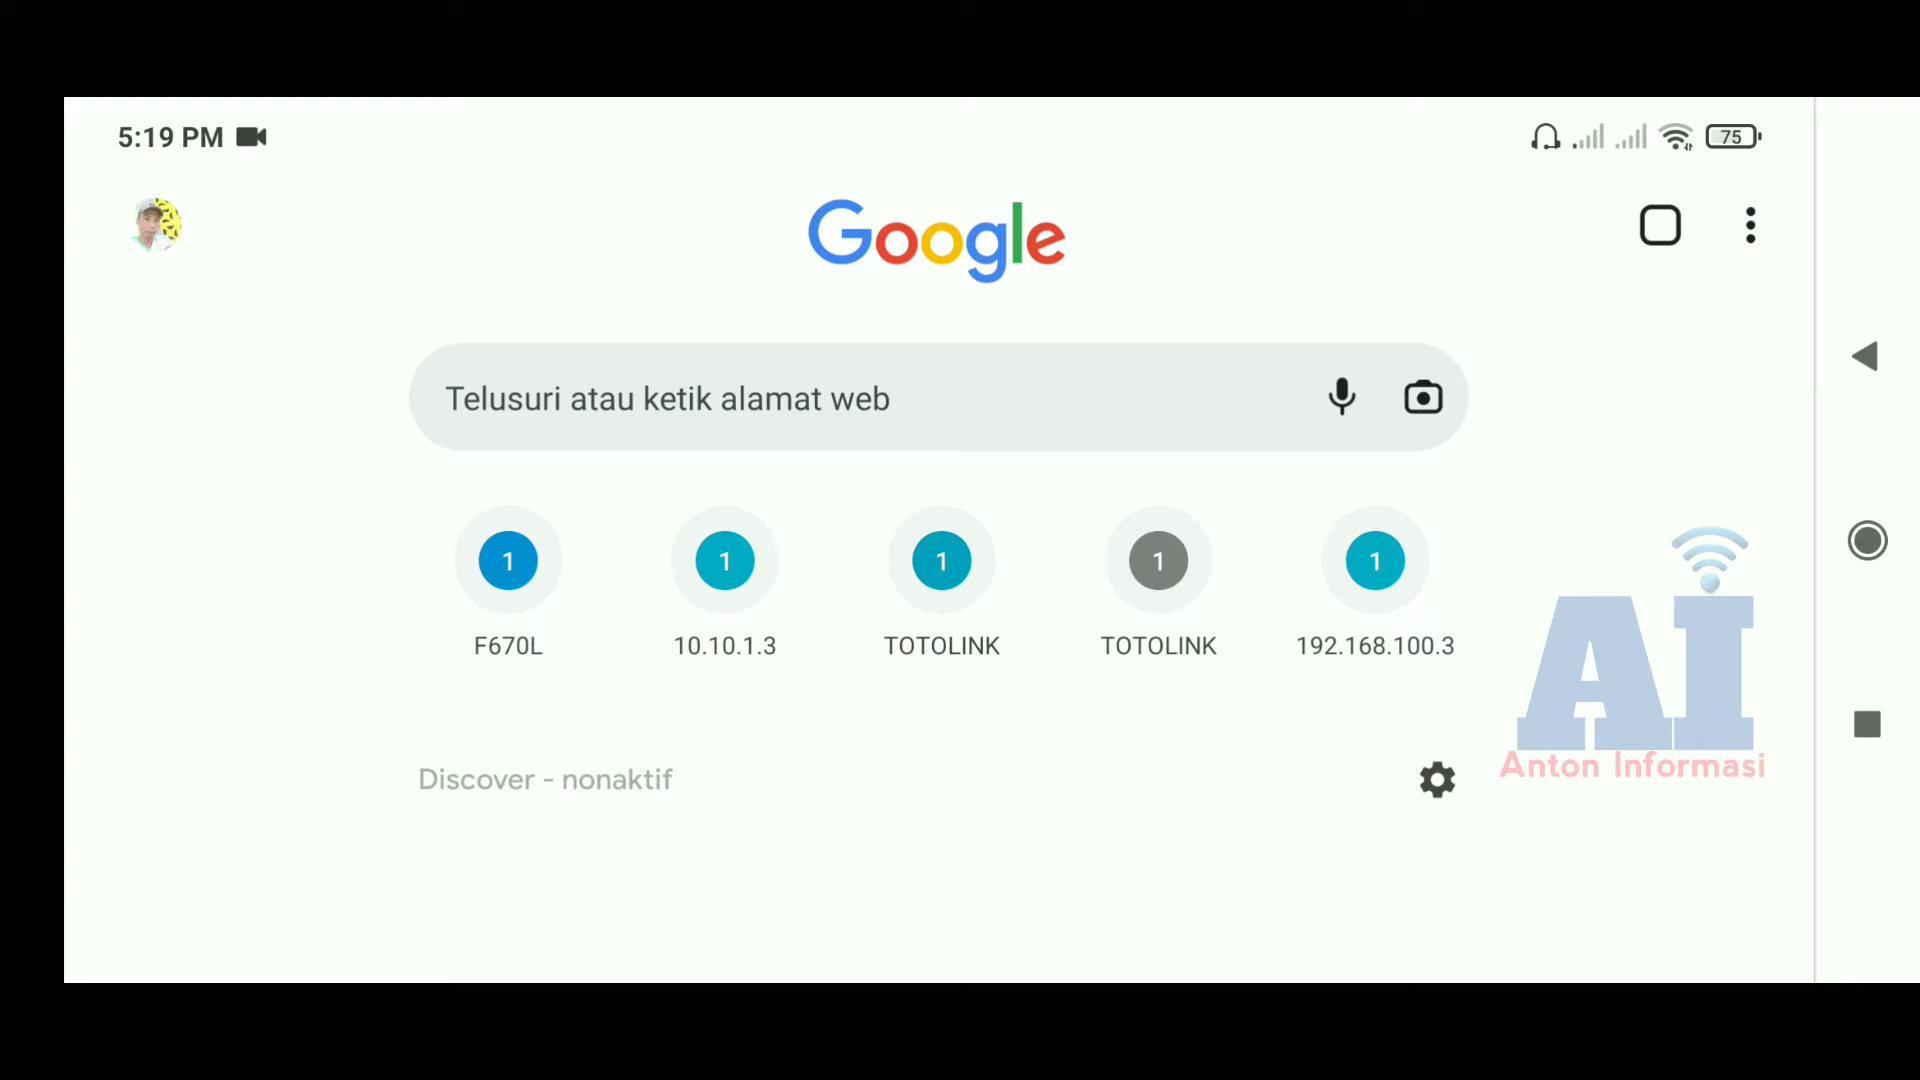 5:19 PM
75
Google
Telusuri atau ketik alamat web
1 1 1 1 1
F670L 10.10.1.3 TOTOLINK TOTOLINK 192.168.100.3
Discover - nonaktif
AI
Anton Informasi